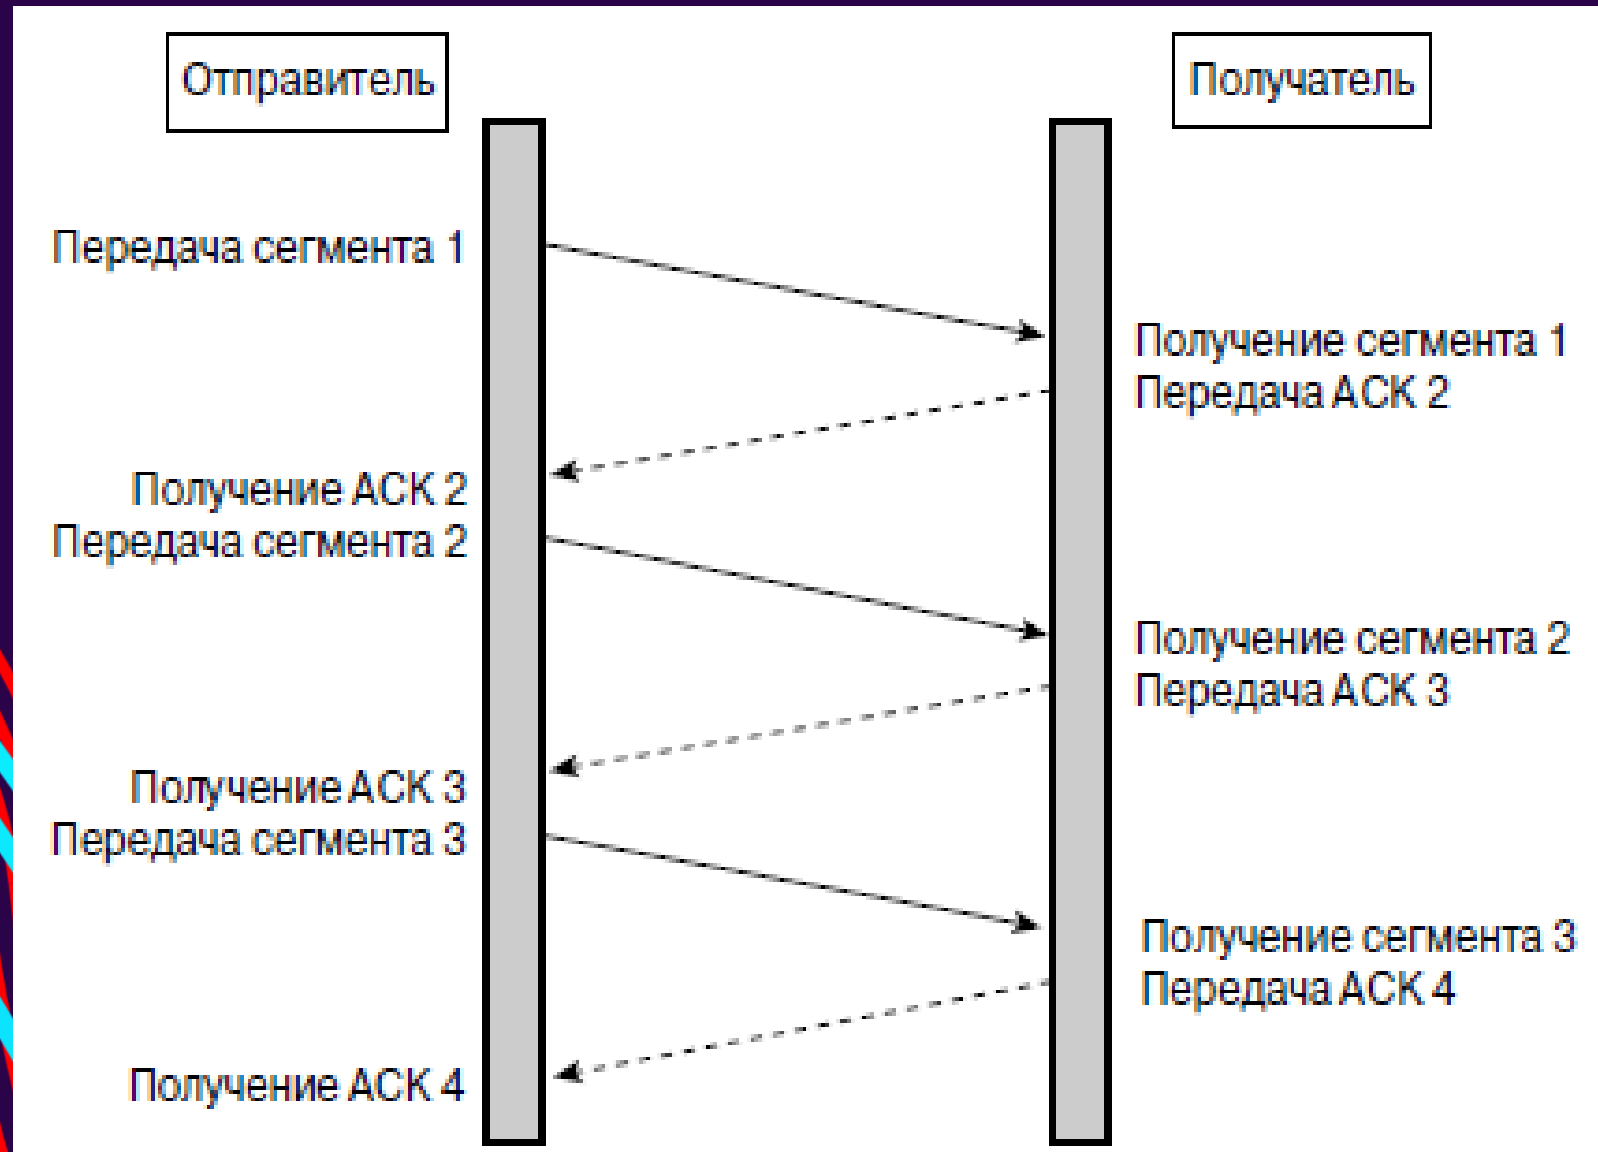 Отправитель
Получатель
Передача сегмента 1
Получение сегмента 1
Передача ACK 2
Получение ACK 2
Передача сегмента 2
Получение сегмента 2
Передача ACK 3
Получение ACK 3
Передача сегмента 3
Получение сегмента 3
Передача ACK 4
Получение ACK 4